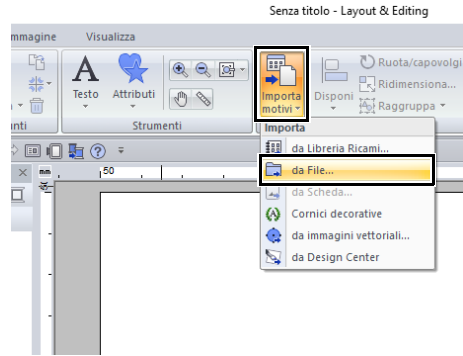 Senza titolo - Layout & Editing
mmagine Visualizza
A
Testo
Attributi
Importa
motivi
Disponi
Ruota/capovolgi
Ridimensiona...
Raggruppa
nti
Strumenti
Importa
da Libreria Ricami...
da File...
da Scheda...
Cornici decorative
da immagini vettoriali...
da Design Center
50